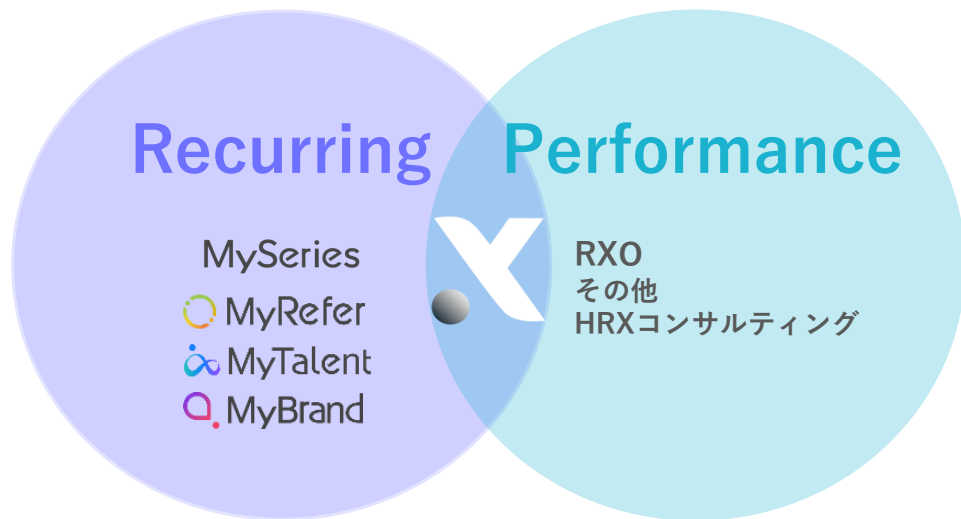 Recurring
MySeries
MyRefer
MyTalent
MyBrand
Performance
RXO
その他
HRXコンサルティング